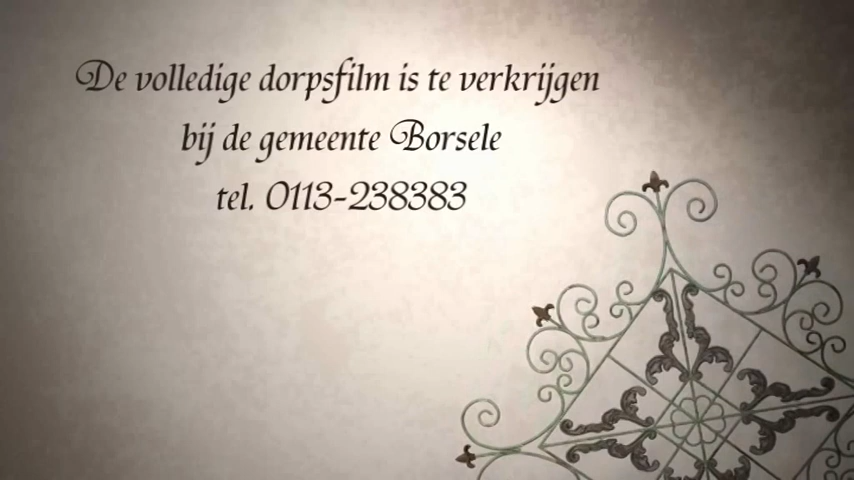 De volledige dorpsfilm is te verkrijgen
bij de gemeente Borsele
tel. 0113-238383